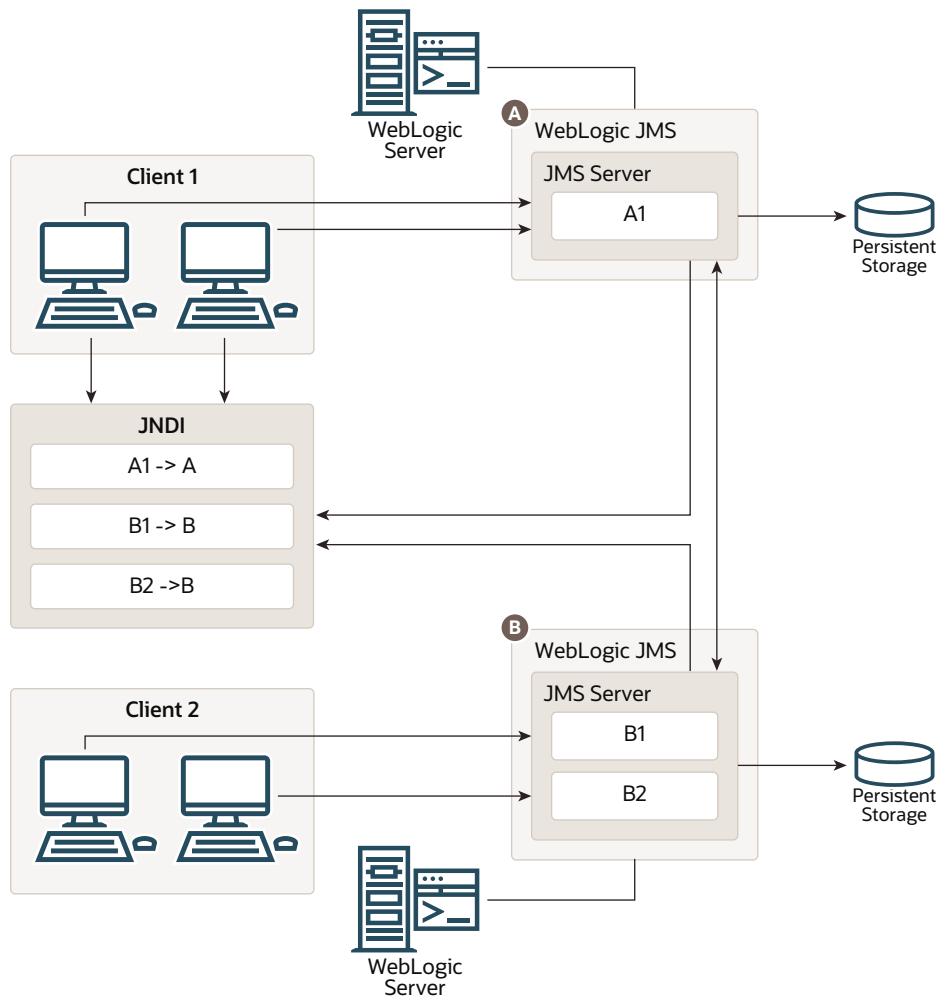 WebLogic
Server
A
WebLogic JMS
JMS Server
A1
Persistent
Storage
Client 1
JNDI
A1 -> A
B1 -> B
B2 ->B
B
WebLogic JMS
JMS Server
B1
B2
Persistent
Storage
Client 2
WebLogic
Server